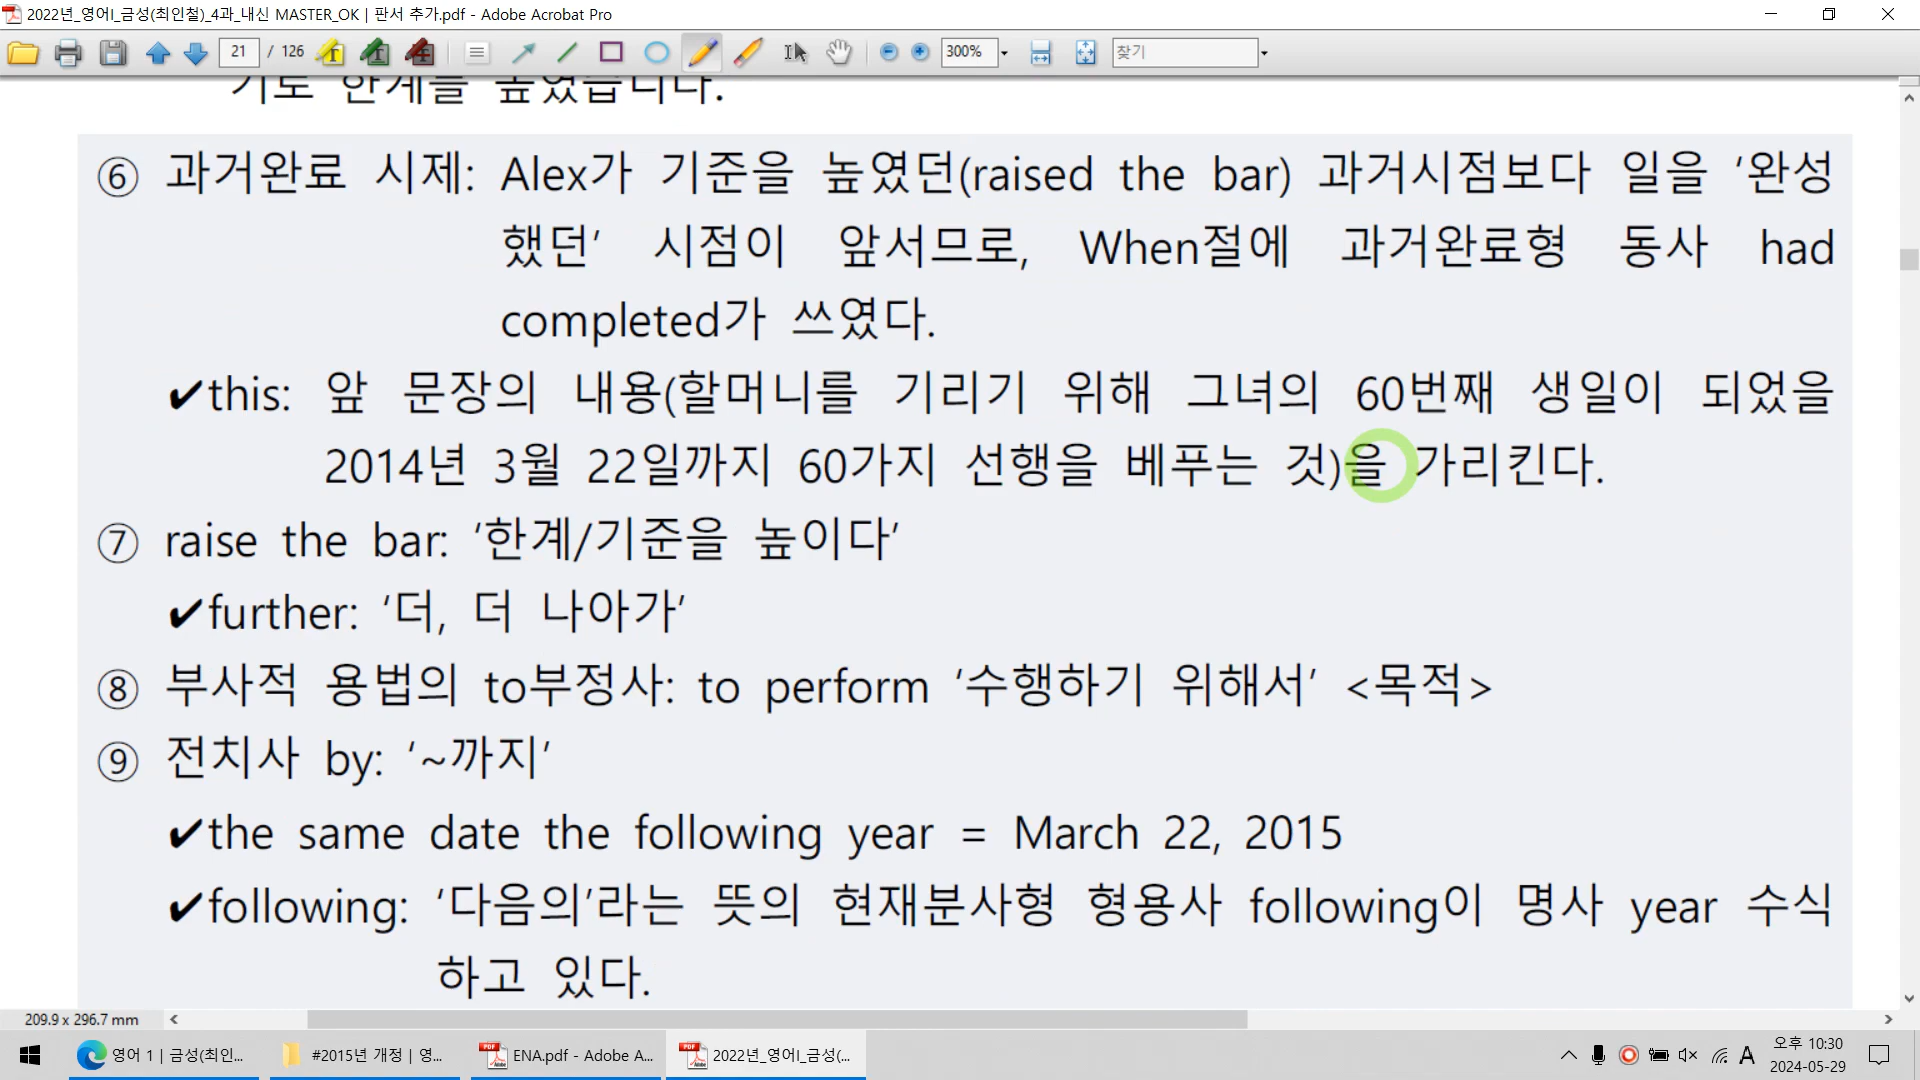 2022년_영어I_금성(최인철)_4과_내신 MASTER_OK | 판서 추가.pdf - Adobe Acrobat Pro
21 / 126 300% 찾기
기로 한계를 높였습니다.
⑥ 과거완료 시제: Alex가 기준을 높였던(raised the bar) 과거시점보다 일을 ‘완성
했던’ 시점이 앞서므로, When절에 과거완료형 동사 had
completed가 쓰였다.
✔this: 앞 문장의 내용(할머니를 기리기 위해 그녀의 60번째 생일이 되었을
2014년 3월 22일까지 60가지 선행을 베푸는 것)을 가리킨다.
⑦ raise the bar: ‘한계/기준을 높이다’
✔further: ‘더, 더 나아가’
⑧ 부사적 용법의 to부정사: to perform ‘수행하기 위해서’ <목적>
⑨ 전치사 by: ‘~까지’
✔the same date the following year = March 22, 2015
✔following: ‘다음의’라는 뜻의 현재분사형 형용사 following이 명사 year 수식
하고 있다.
209.9 x 296.7 mm
영어 1 | 금성(최인... #2015년 개정 | 영... ENA.pdf - Adobe A... 2022년_영어I_금성(... A 오후 10:30
2024-05-29